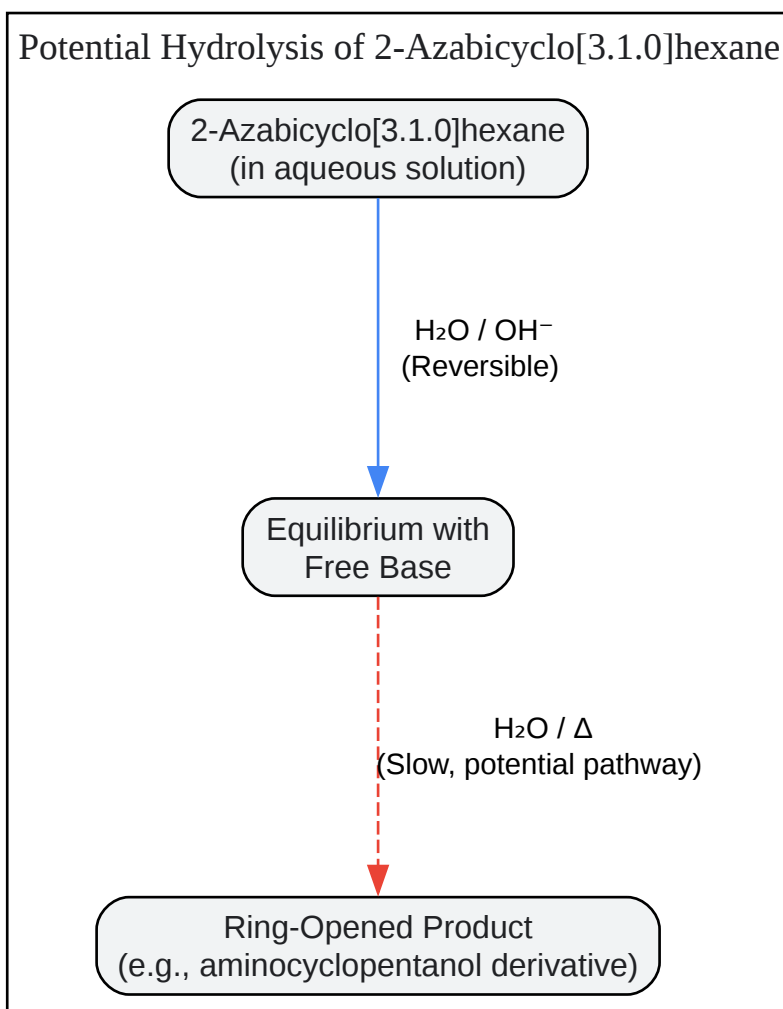 Potential Hydrolysis of 2-Azabicyclo[3.1.0]hexane
2-Azabicyclo[3.1.0]hexane
(in aqueous solution)
H₂O / OH⁻
(Reversible)
Equilibrium with
Free Base
H₂O / Δ
(Slow, potential pathway)
Ring-Opened Product
(e.g., aminocyclopentanol derivative)